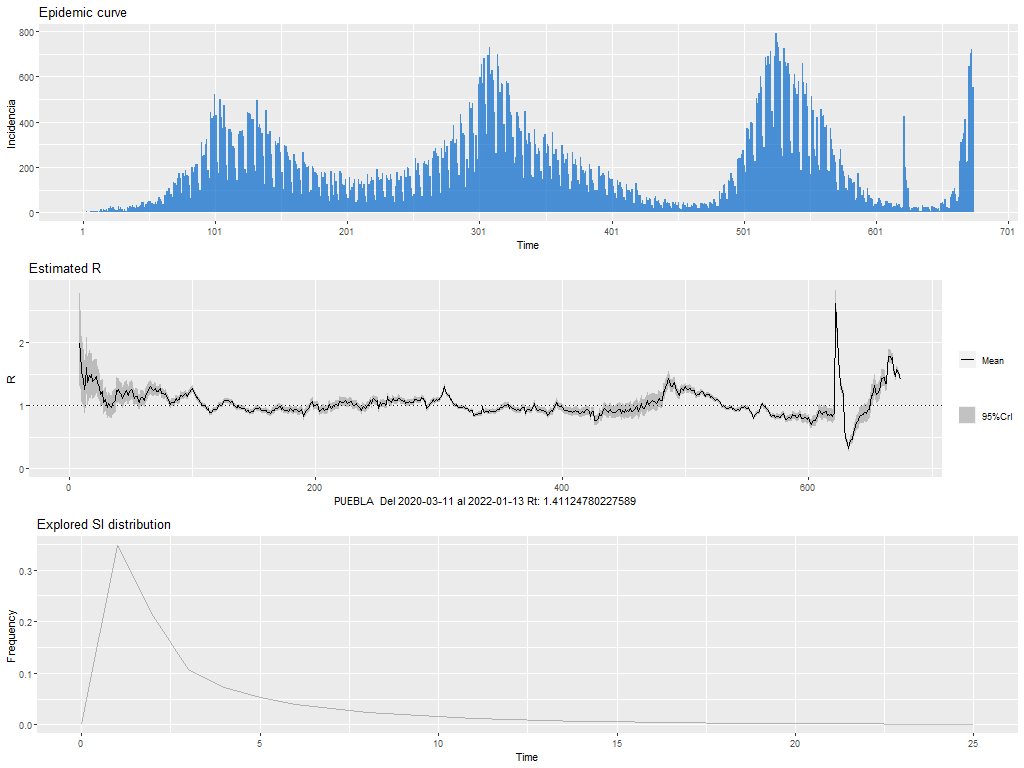 Epidemic curve
800
600
400
200
0
Incidencia
1
101
201
301
401
501
601
701
Time
Estimated R
2
1
0
R
0
200
400
600
PUEBLA Del 2020-03-11 al 2022-01-13 Rt: 1.41124780227589
Mean
95%CrI
Explored SI distribution
0.3
0.2
0.1
0.0
Frequency
0
5
10
15
20
25
Time